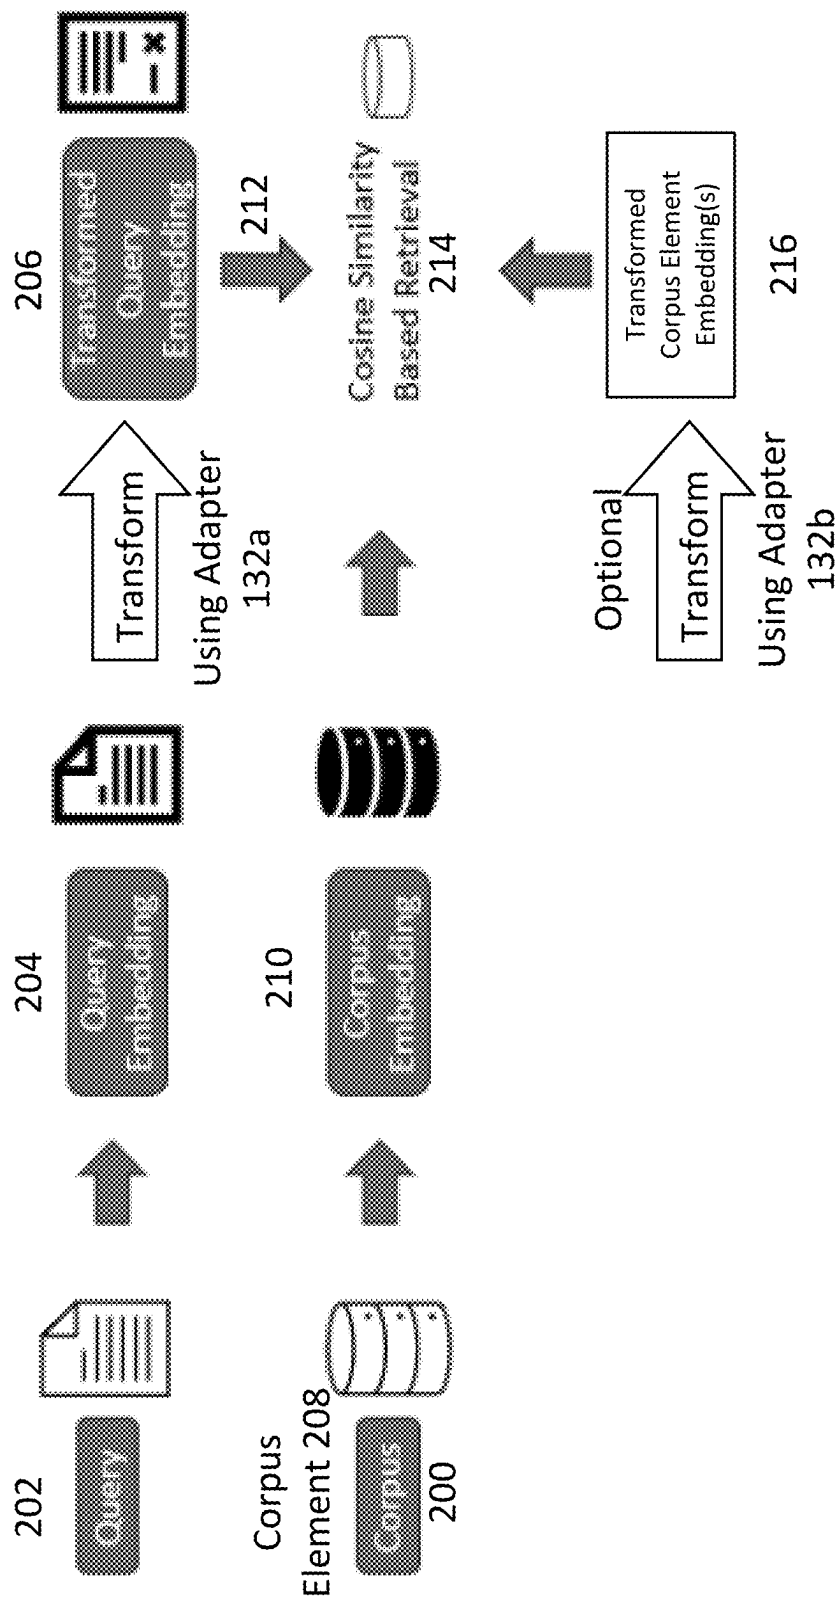 202
Query
204
Query
Embedding
Transform
Using Adapter
132a
206
Transformed
Query
Embedding
212
Corpus
Element 208
Corpus
200
210
Corpus
Embedding
Cosine Similarity
Based Retrieval
214
Optional
Transform
Using Adapter
132b
Transformed
Corpus Element
Embedding(s)
216